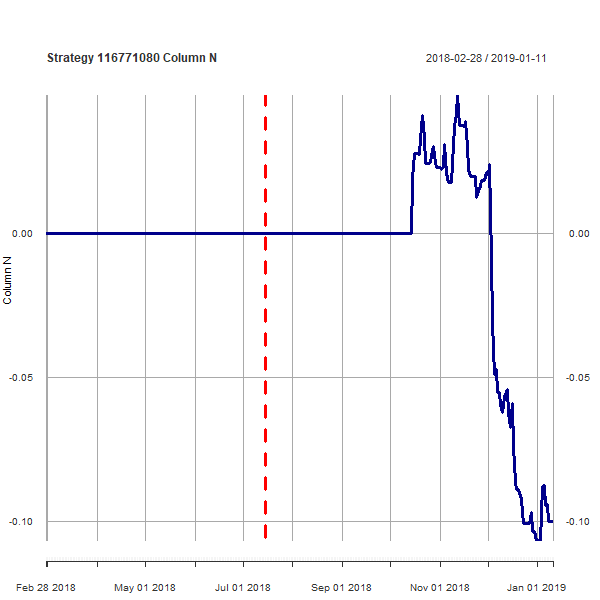 Strategy 116771080 Column N
2018-02-28 / 2019-01-11
0.00
0.00
Column N
-0.05
-0.05
-0.10
-0.10
Feb 28 2018
May 01 2018
Jul 01 2018
Sep 01 2018
Nov 01 2018
Jan 01 2019